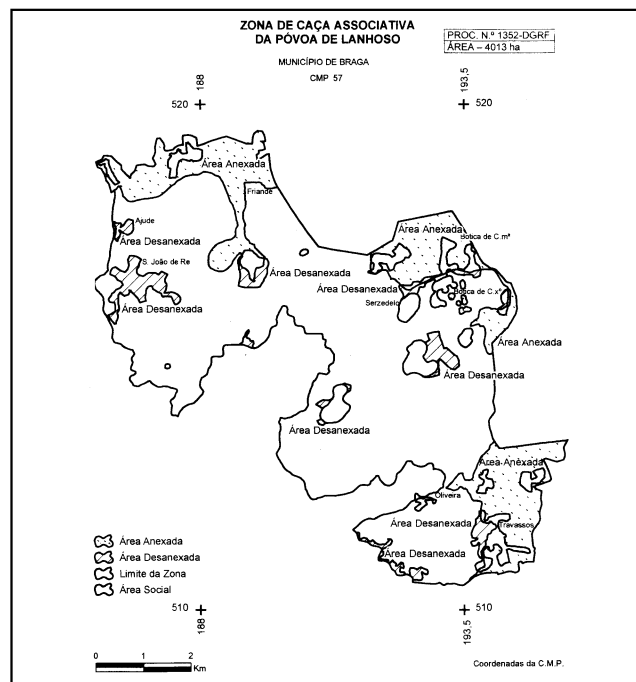 ZONA DE CAÇA ASSOCIATIVA
DA PÓVOA DE LANHOSO
PROC. N.º 1352-DGRF
ÁREA – 4013 ha
MUNICÍPIO DE BRAGA
CMP 57
188
193,5
520
520
Área Anexada
Friande
Ajude
Área Desanexada
Área Anexada
Botica de C.mª
S. João de Re
Área Desanexada
Área Desanexada
Botica de C.xª
Serzedelo
Área Desanexada
Área Anexada
Área Desanexada
Área Desanexada
Área Anexada
Oliveira
Área Desanexada
Travassos
Área Desanexada
Área Anexada
Área Desanexada
Limite da Zona
Área Social
510
510
188
193,5
0 1 2
Km
Coordenadas da C.M.P.